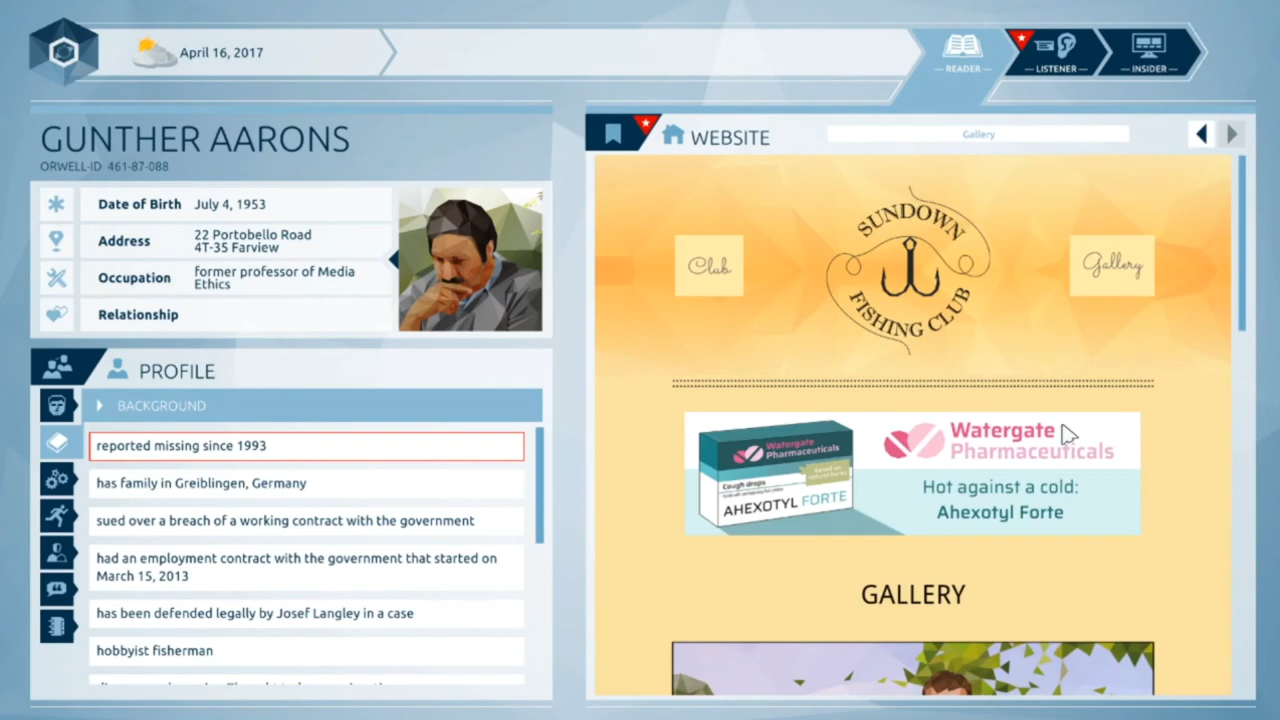 April 16, 2017
READER
LISTENER
INSIDER
GUNTHER AARONS
ORWELL-ID 461-87-088
Date of Birth July 4, 1953
Address 22 Portobello Road
4T-35 Farview
Occupation former professor of Media
Ethics
Relationship
PROFILE
BACKGROUND
reported missing since 1993
has family in Greiblingen, Germany
sued over a breach of a working contract with the government
had an employment contract with the government that started on
March 15, 2013
has been defended legally by Josef Langley in a case
hobbyist fisherman
WEBSITE
Gallery
Club
SUNDOWN
FISHING CLUB
Gallery
Watergate
Pharmaceuticals
based on
Cough drops
AHEXOTYL FORTE
Watergate
Pharmaceuticals
Hot against a cold:
Ahexotyl Forte
GALLERY